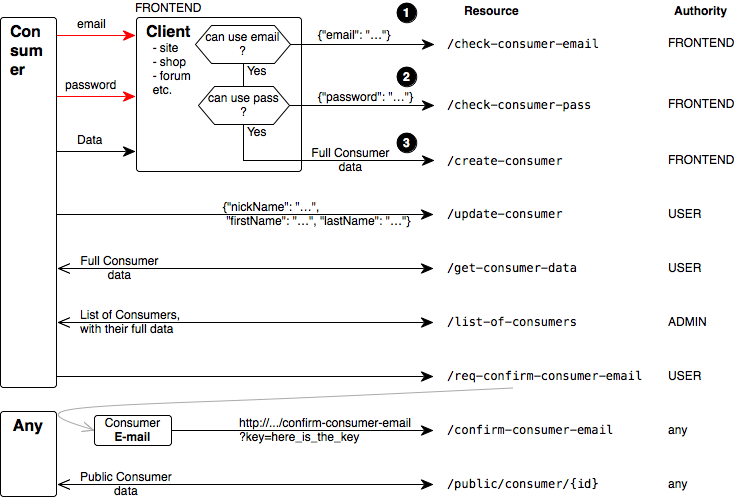 FRONTEND
Resource
Authority
Con
sum
er
email
Client
- site
- shop
- forum
etc.
can use email
?
1
{"email": "..."}
/check-consumer-email
FRONTEND
Yes
password
can use pass
?
2
{"password": "..."}
/check-consumer-pass
FRONTEND
Yes
Data
3
Full Consumer
data
/create-consumer
FRONTEND
{"nickName": "...",
"firstName": "...", "lastName": "..."}
/update-consumer
USER
Full Consumer
data
/get-consumer-data
USER
List of Consumers,
with their full data
/list-of-consumers
ADMIN
/req-confirm-consumer-email
USER
Any
Consumer
E-mail
http://.../confirm-consumer-email
?key=here_is_the_key
/confirm-consumer-email
any
Public Consumer
data
/public/consumer/{id}
any